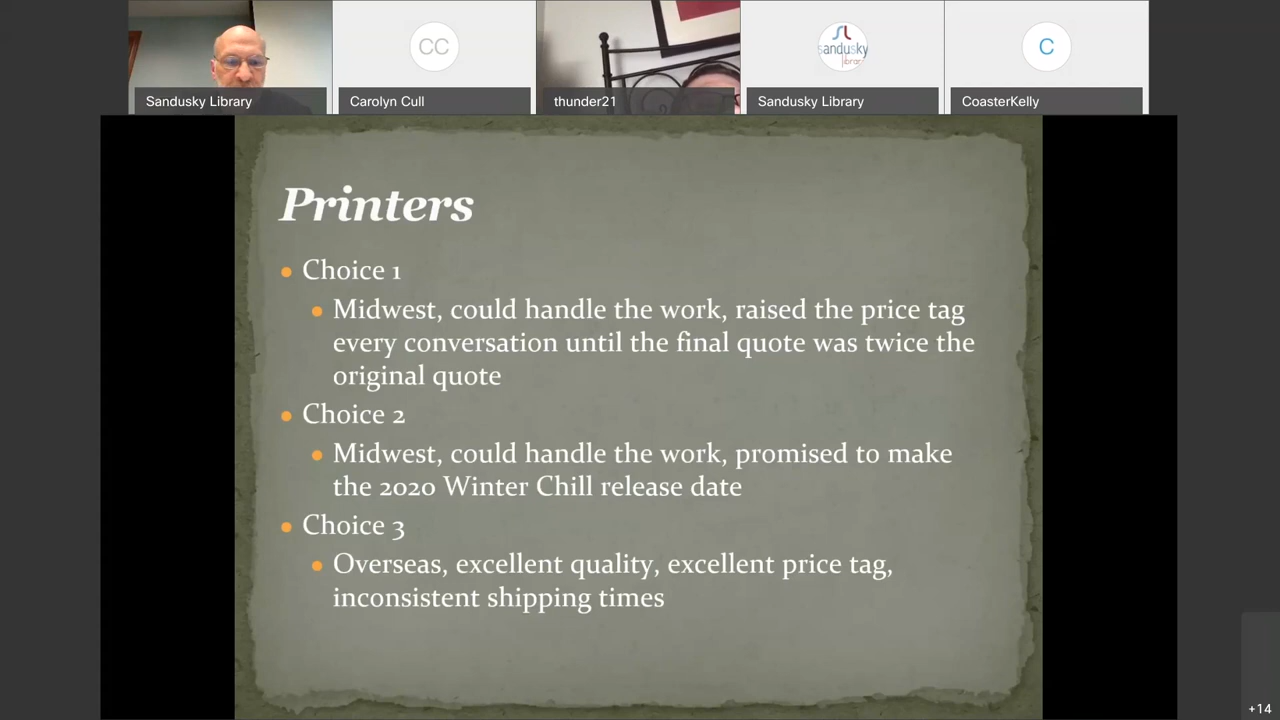 CC
sandusky
library
C
Sandusky Library
Carolyn Cull
thunder21
Sandusky Library
CoasterKelly
Printers
Choice 1
Midwest, could handle the work, raised the price tag
every conversation until the final quote was twice the
original quote
Choice 2
Midwest, could handle the work, promised to make
the 2020 Winter Chill release date
Choice 3
Overseas, excellent quality, excellent price tag,
inconsistent shipping times
+14